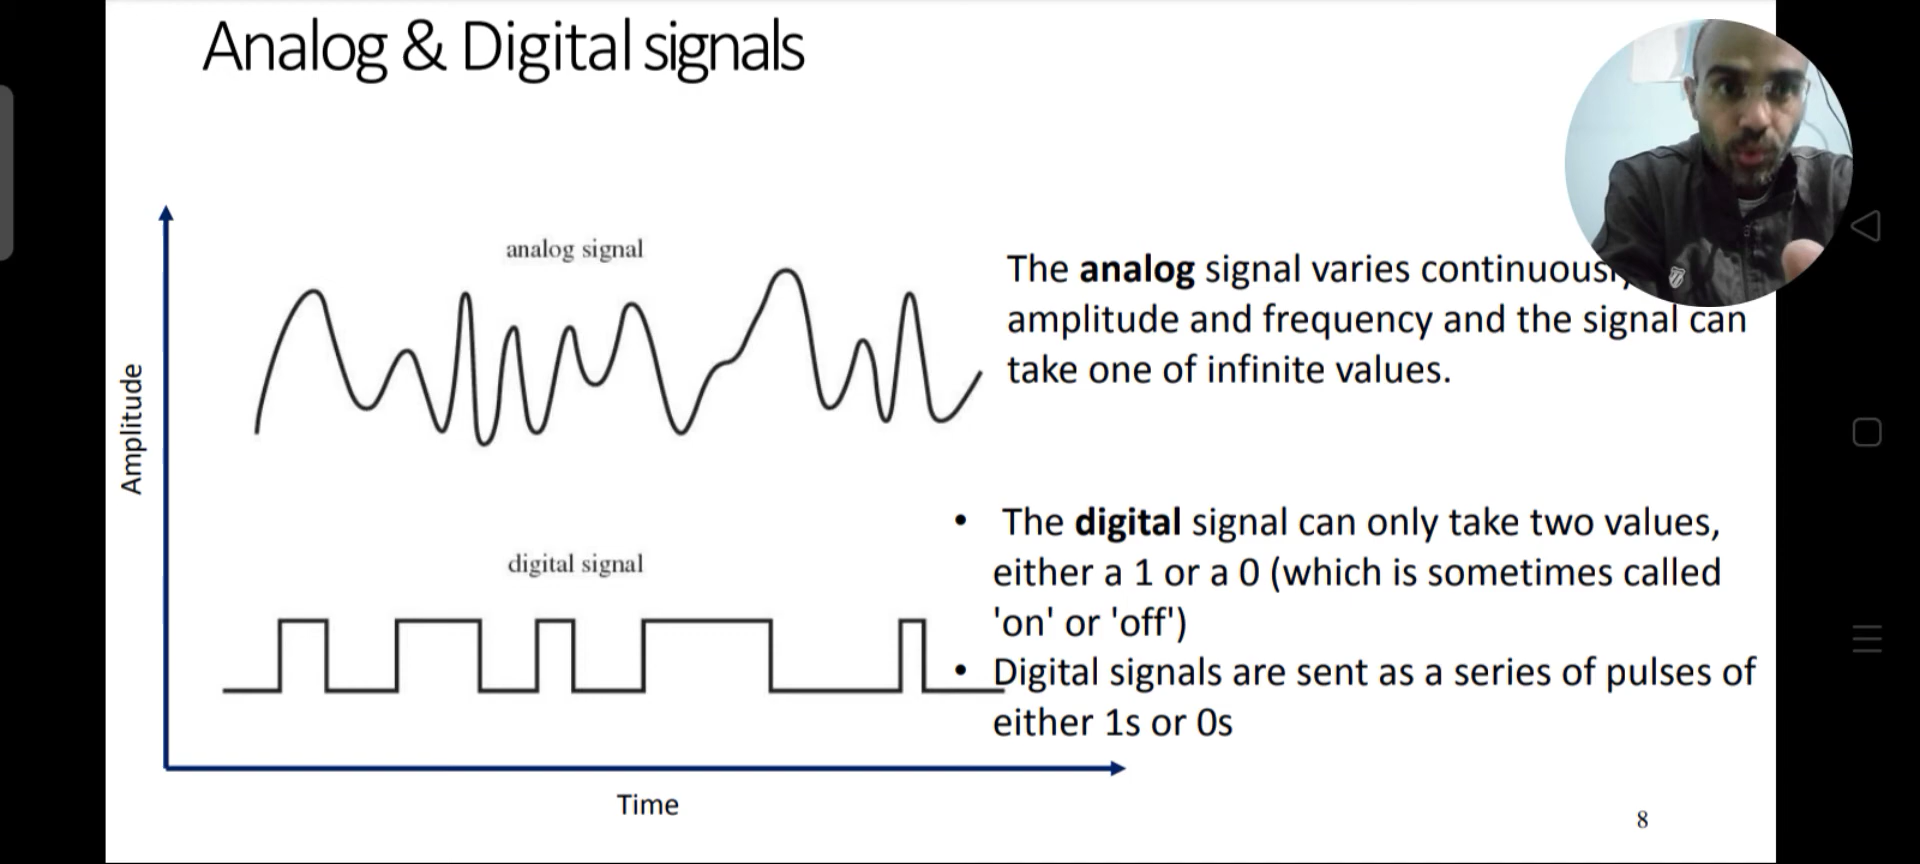 Analog & Digital signals
analog signal
The analog signal varies
amplitude and frequency and the signal can
take one of infinite values.
Amplitude
digital signal
• The digital signal can only take two values,
either a 1 or a 0 (which is sometimes called
'on' or 'off')
• Digital signals are sent as a series of pulses of
either 1s or 0s
Time
8